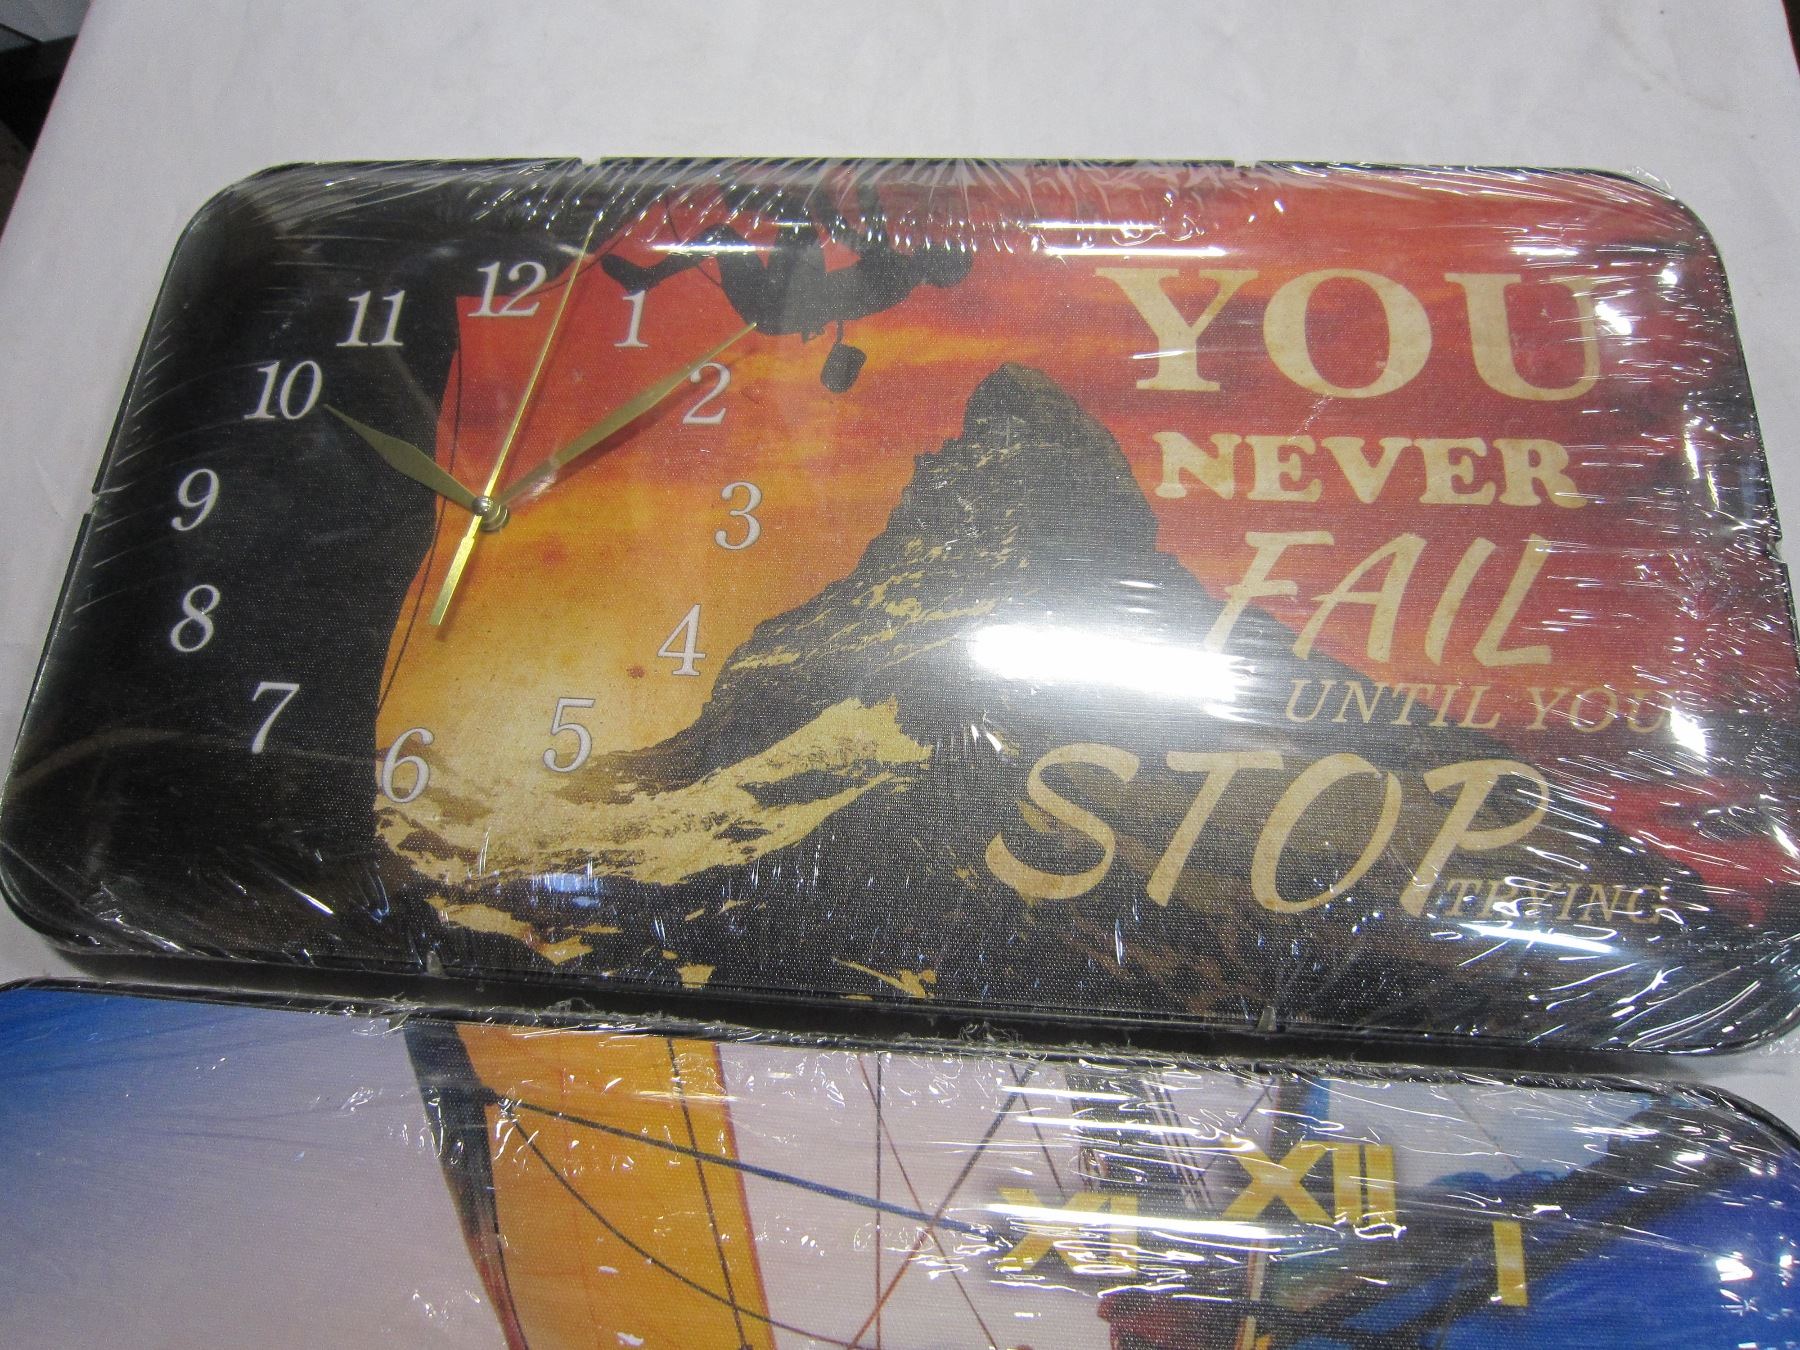 12
11
1
10
2
9
3
8
4
7
5
6
YOU
NEVER
FAIL
UNTIL YOU
STOP
TRYING
XI
XII
I